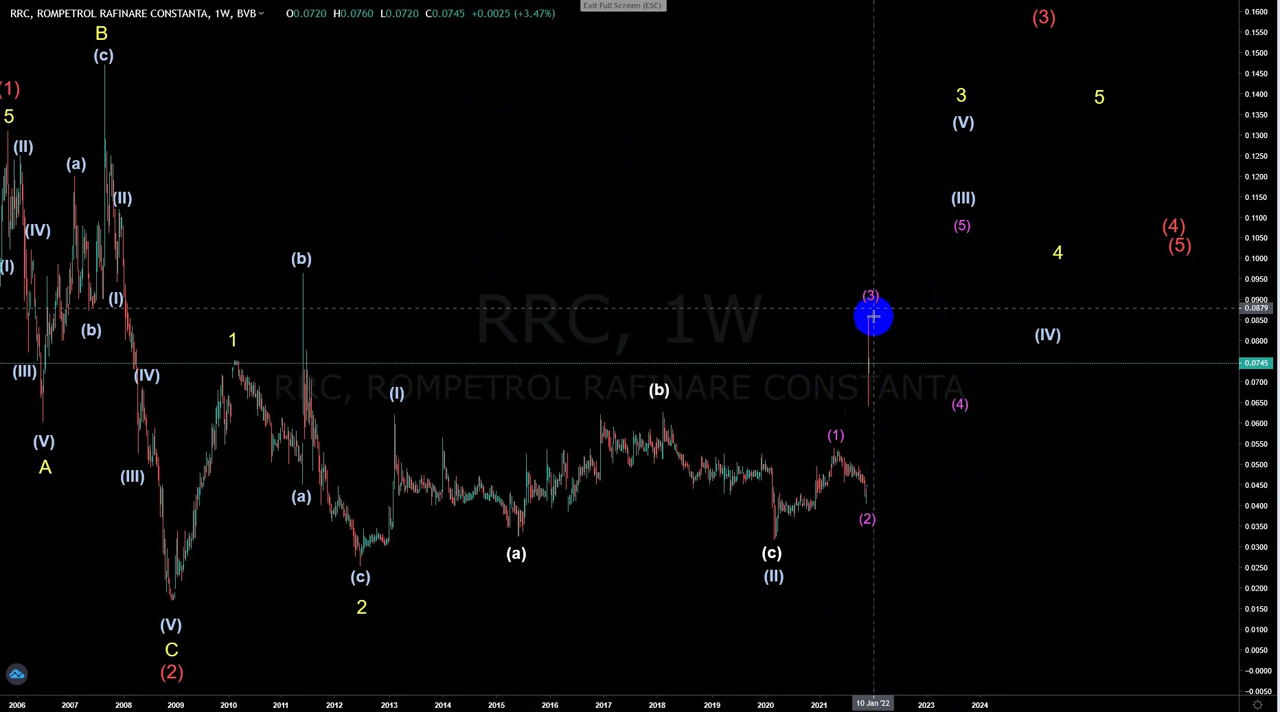 RRC, ROMPETROL RAFINARE CONSTANTA, 1W, BVB O0.0720 H0.0760 L0.0720 C0.0745 +0.0025 (+3.47%)
Exit Full Screen (ESC)
(1)
5
B
(c)
(II)
(a)
(II)
(IV)
(I)
(I)
(b)
(III)
(IV)
(V)
A
(III)
(V)
C
(2)
1
(b)
(a)
(c)
2
(I)
(a)
(b)
(c)
(II)
(1)
(2)
(3)
(3)
3
(V)
(III)
(5)
(4)
5
4
(IV)
(4)
(5)
RRC, 1W
RRC, ROMPETROL RAFINARE CONSTANTA
0.1600
0.1550
0.1500
0.1450
0.1400
0.1350
0.1300
0.1250
0.1200
0.1150
0.1100
0.1050
0.1000
0.0950
0.0900
0.0879
0.0850
0.0800
0.0745
0.0700
0.0650
0.0600
0.0550
0.0500
0.0450
0.0400
0.0350
0.0300
0.0250
0.0200
0.0150
0.0100
0.0050
-0.0000
-0.0050
2006 2007 2008 2009 2010 2011 2012 2013 2014 2015 2016 2017 2018 2019 2020 2021 10 Jan '22 2023 2024